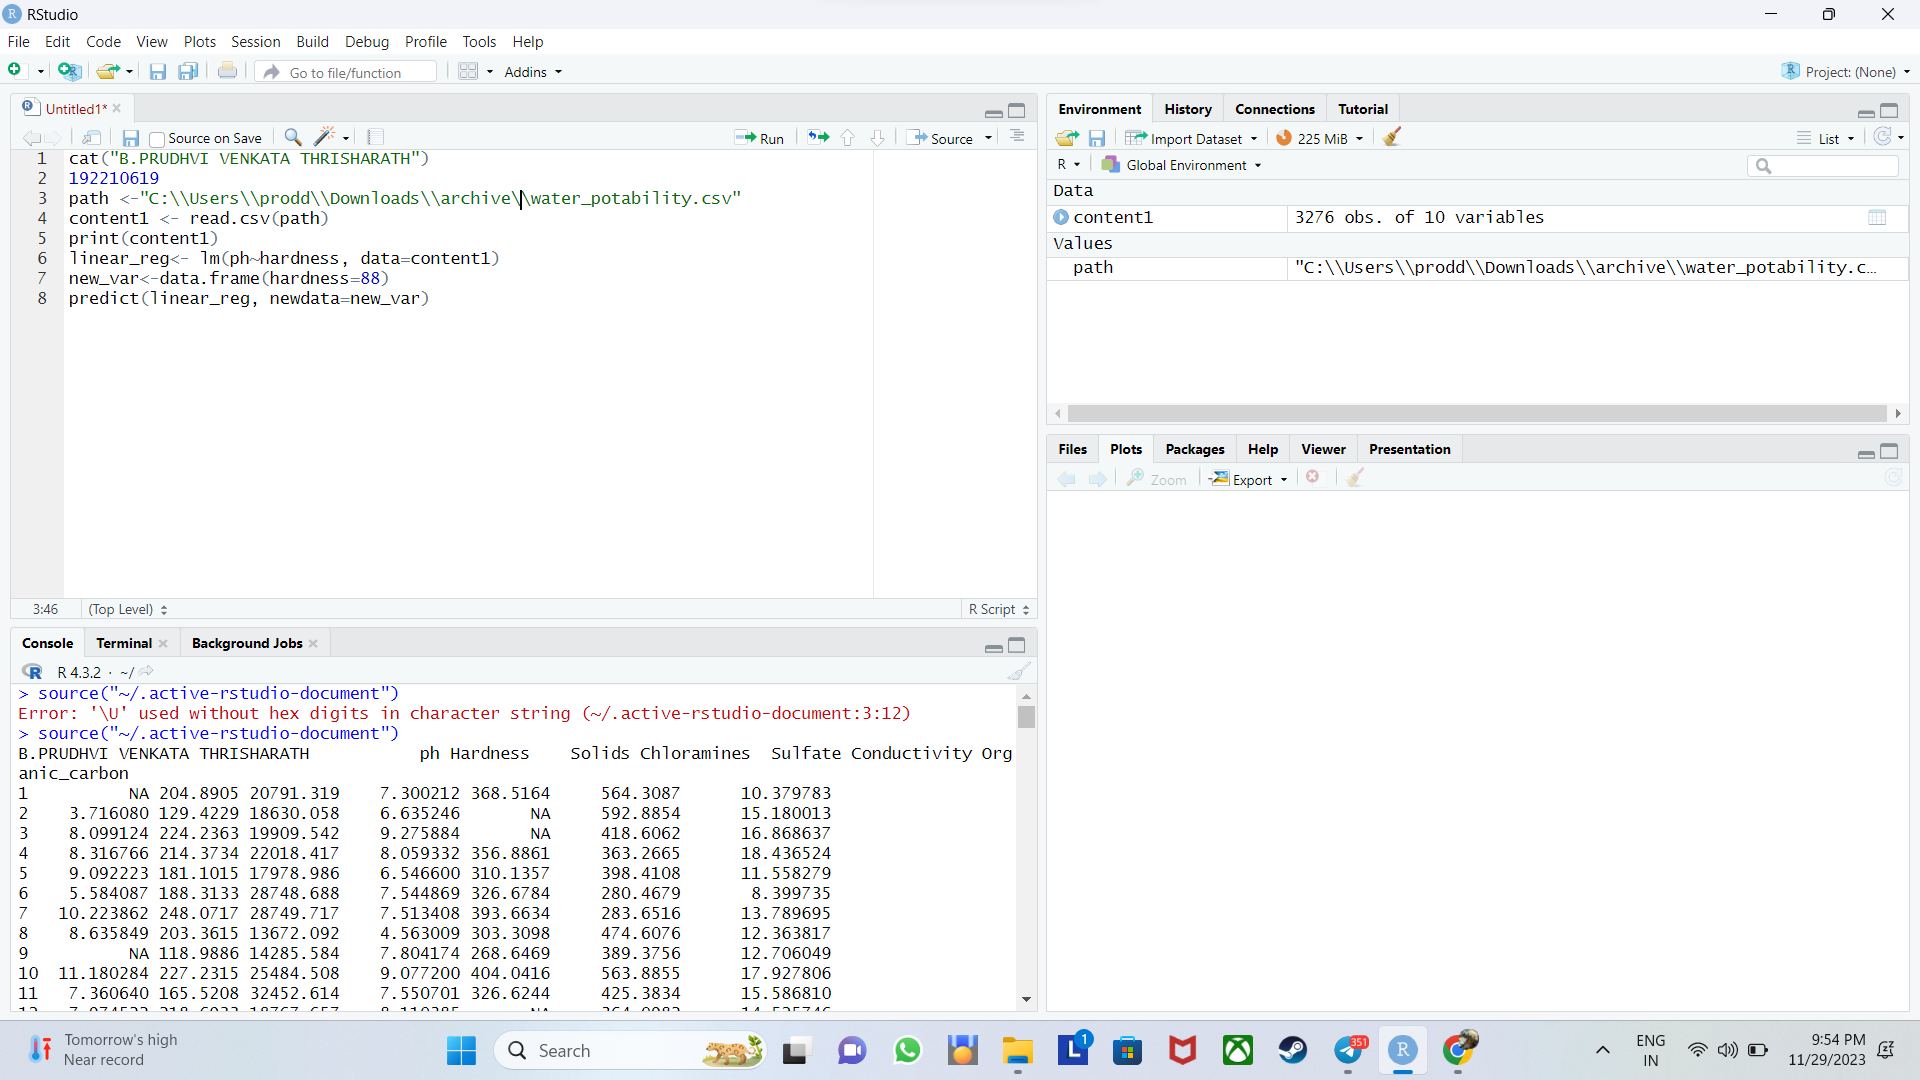 RStudio
File Edit Code View Plots Session Build Debug Profile Tools Help
Go to file/function Addins Project: (None)
Untitled1*
Source on Save Run Source
1 cat("B.PRUDHVI VENKATA THRISHARATH")
2 192210619
3 path <-"C:\\Users\\prodd\\Downloads\\archive\\water_potability.csv"
4 content1 <- read.csv(path)
5 print(content1)
6 linear_reg<- lm(ph~hardness, data=content1)
7 new_var<-data.frame(hardness=88)
8 predict(linear_reg, newdata=new_var)
3:46 (Top Level) R Script
Console Terminal Background Jobs
R 4.3.2 · ~/
> source("~/.active-rstudio-document")
Error: '\U' used without hex digits in character string (~/.active-rstudio-document:3:12)
> source("~/.active-rstudio-document")
B.PRUDHVI VENKATA THRISHARATH ph Hardness Solids Chloramines Sulfate Conductivity Org
anic_carbon
1 NA 204.8905 20791.319 7.300212 368.5164 564.3087 10.379783
2 3.716080 129.4229 18630.058 6.635246 NA 592.8854 15.180013
3 8.099124 224.2363 19909.542 9.275884 NA 418.6062 16.868637
4 8.316766 214.3734 22018.417 8.059332 356.8861 363.2665 18.436524
5 9.092223 181.1015 17978.986 6.546600 310.1357 398.4108 11.558279
6 5.584087 188.3133 28748.688 7.544869 326.6784 280.4679 8.399735
7 10.223862 248.0717 28749.717 7.513408 393.6634 283.6516 13.789695
8 8.635849 203.3615 13672.092 4.563009 303.3098 474.6076 12.363817
9 NA 118.9886 14285.584 7.804174 268.6469 389.3756 12.706049
10 11.180284 227.2315 25484.508 9.077200 404.0416 563.8855 17.927806
11 7.360640 165.5208 32452.614 7.550701 326.6244 425.3834 15.586810
Environment History Connections Tutorial
Import Dataset 225 MiB List
R Global Environment
Data
content1 3276 obs. of 10 variables
Values
path "C:\\Users\\prodd\\Downloads\\archive\\water_potability.c…
Files Plots Packages Help Viewer Presentation
Zoom Export
Tomorrow's high
Near record
Search
1
351
ENG
IN
9:54 PM
11/29/2023